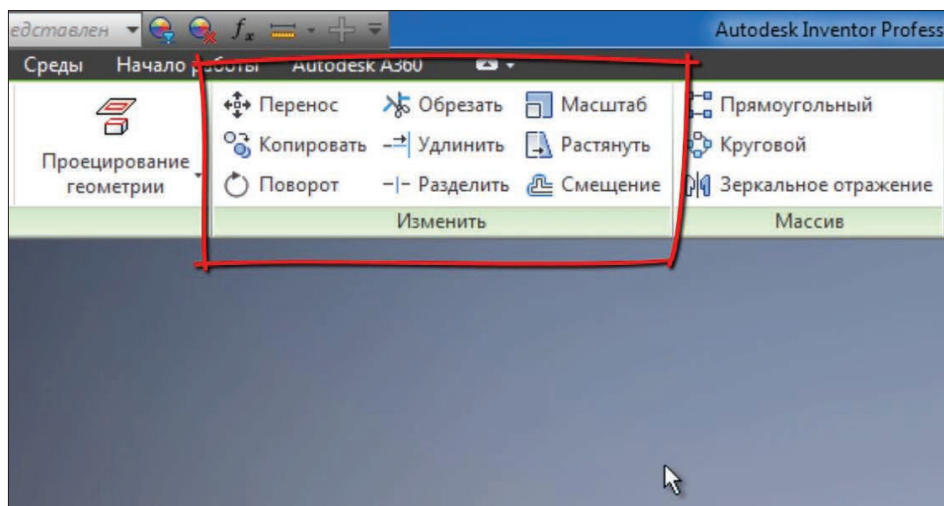 едставлен fx Autodesk Inventor Profess
Среды Начало работы Autodesk A360
Перенос Обрезать Масштаб Прямоугольный
Копировать Удлинить Растянуть Круговой
Проецирование геометрии
Поворот Разделить Смещение Зеркальное отражение
Изменить Массив